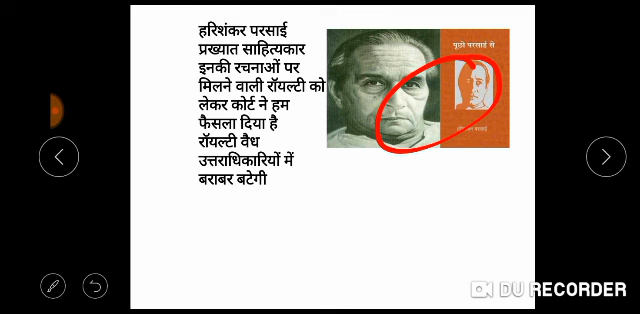 हरिशंकर परसाई
प्रख्यात साहित्यकार
इनकी रचनाओं पर
मिलने वाली रॉयल्टी को
लेकर कोर्ट ने हम
फैसला दिया है
रॉयल्टी वैध
उत्तराधिकारियों में
बराबर बटेगी
पूछो परसाई से
DU RECORDER